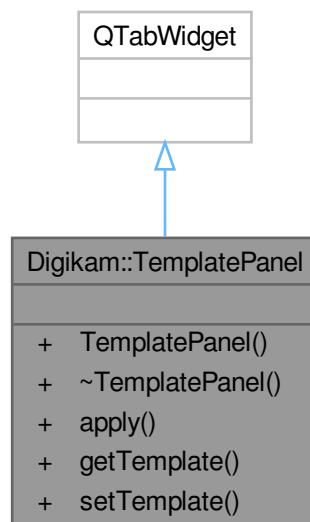 QTabWidget
Digikam::TemplatePanel
+ TemplatePanel()
+ ~TemplatePanel()
+ apply()
+ getTemplate()
+ setTemplate()